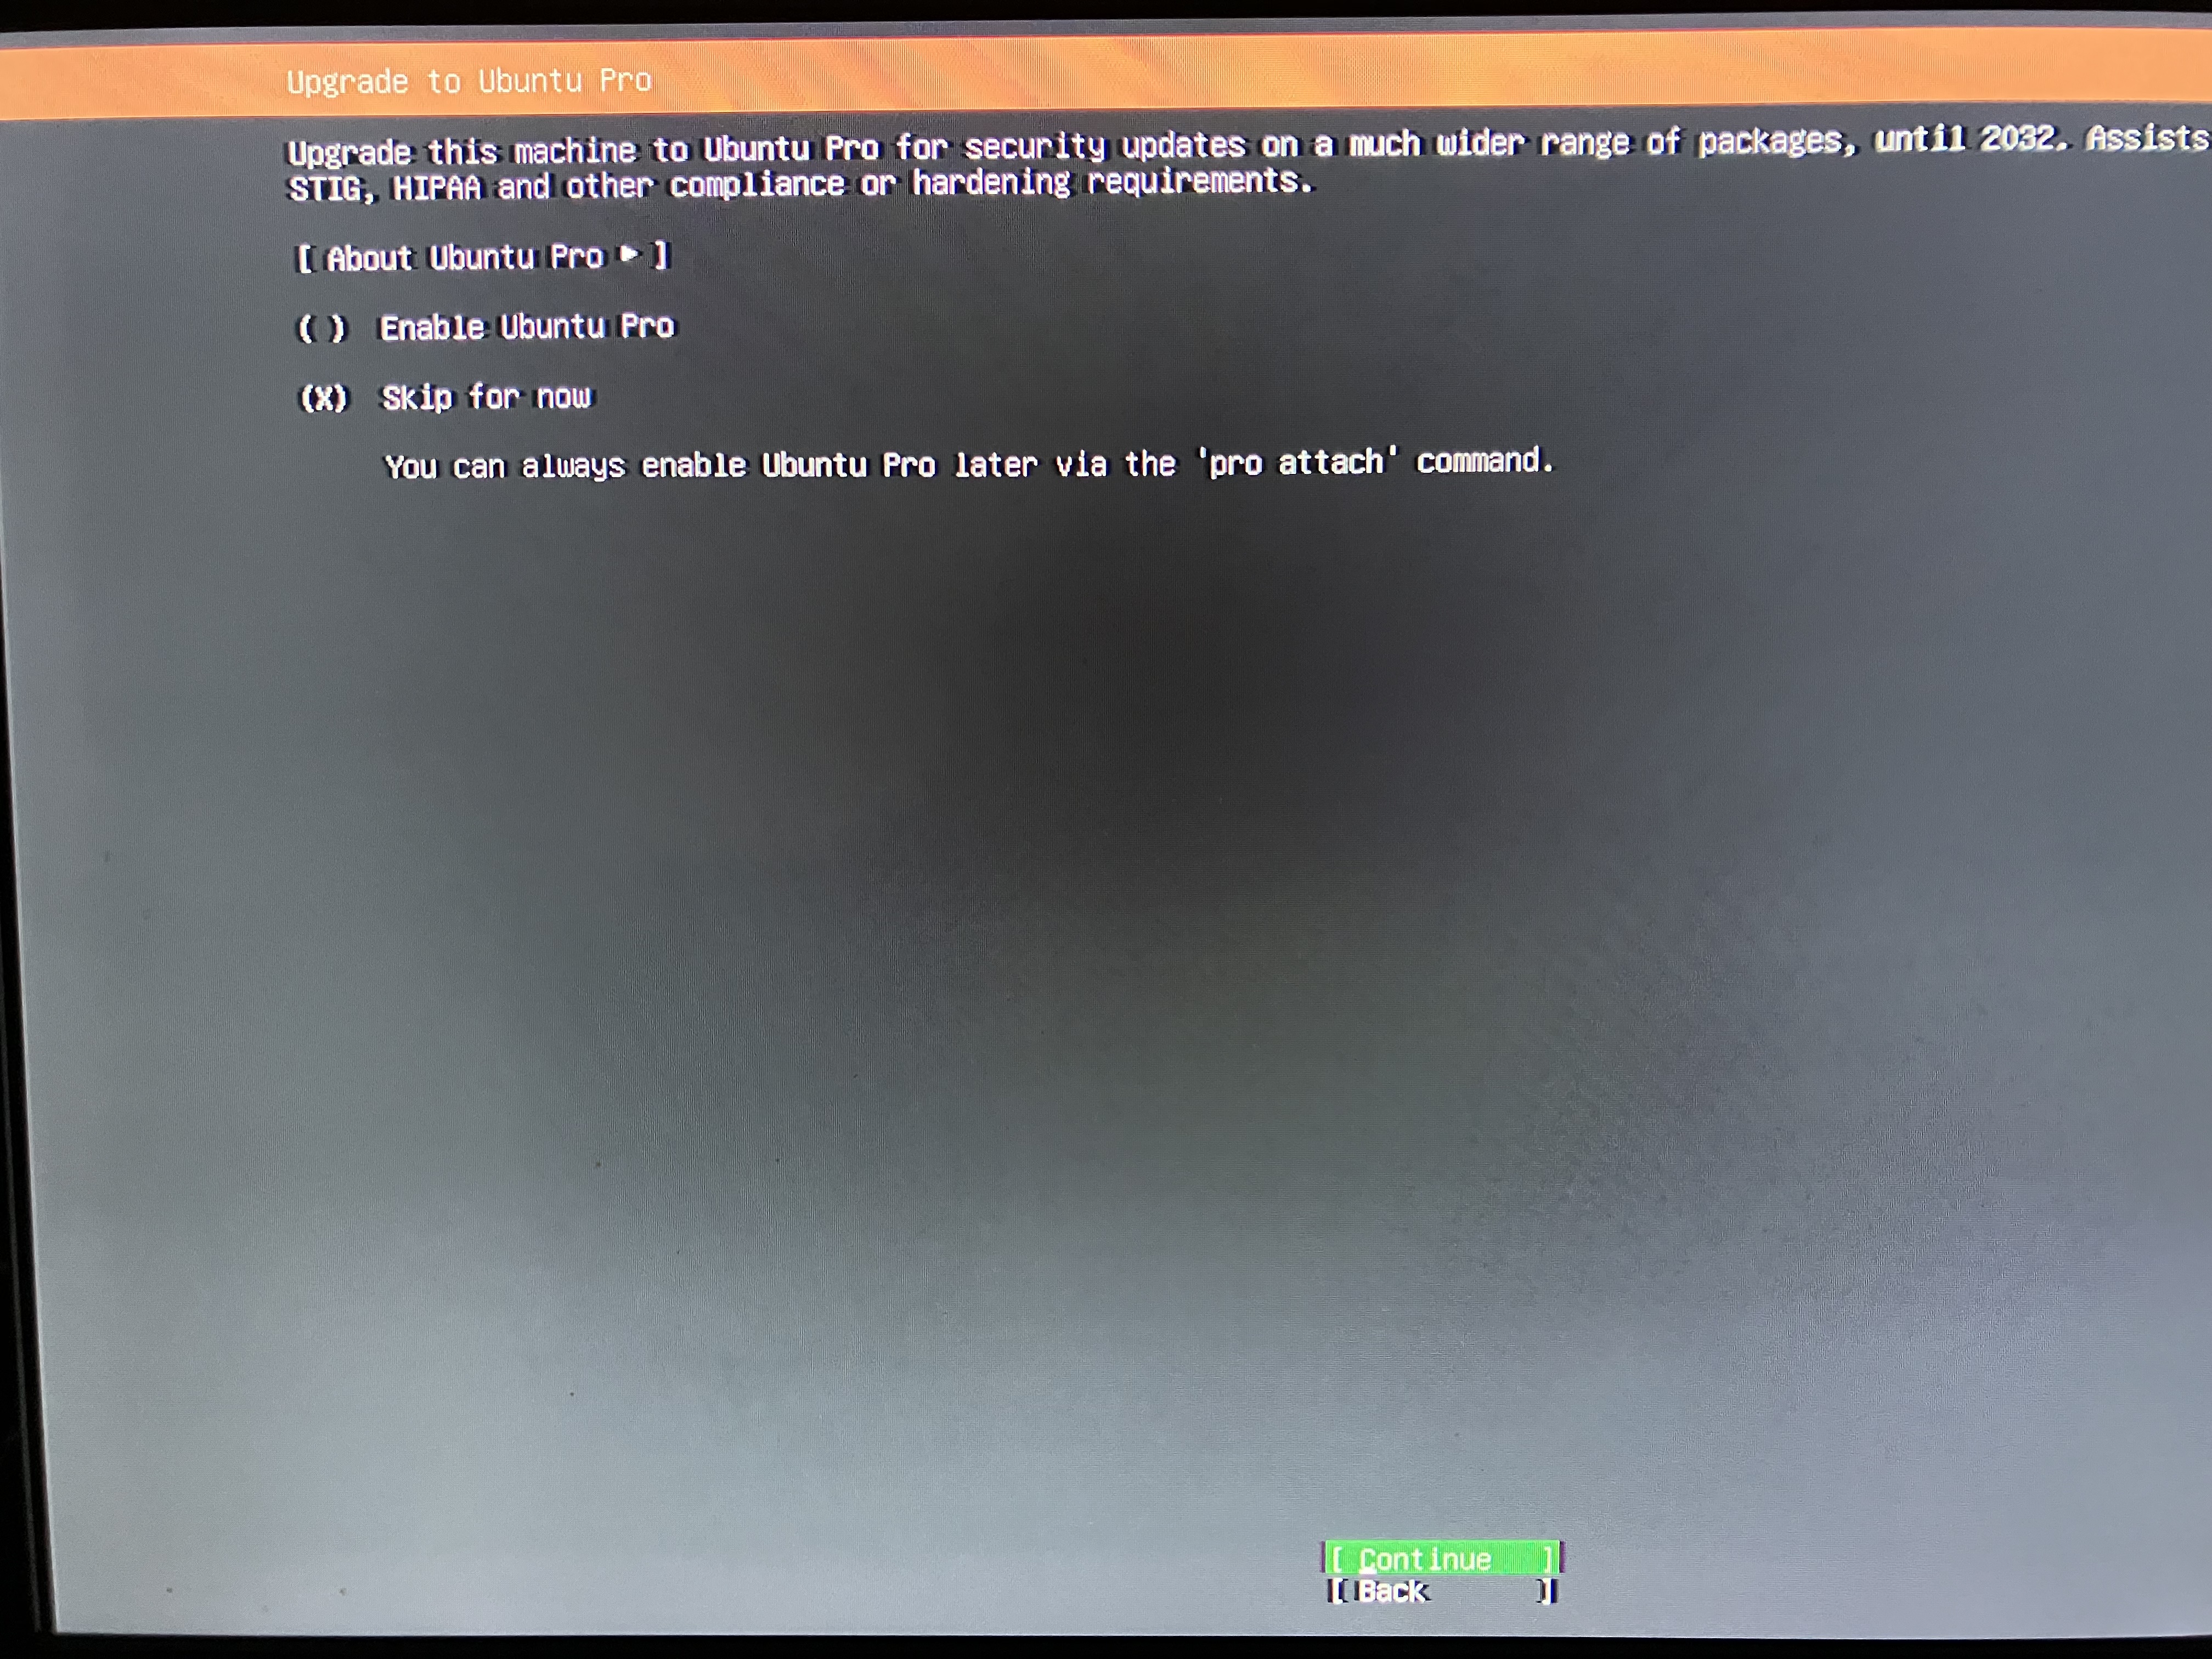 Upgrade to Ubuntu Pro
Upgrade this machine to Ubuntu Pro for security updates on a much wider range of packages, until 2032. Assists
STIG, HIPAA and other compliance or hardening requirements.
[ About Ubuntu Pro ► ]
( ) Enable Ubuntu Pro
(X) Skip for now
You can always enable Ubuntu Pro later via the 'pro attach' command.
[ Continue ]
[ Back ]